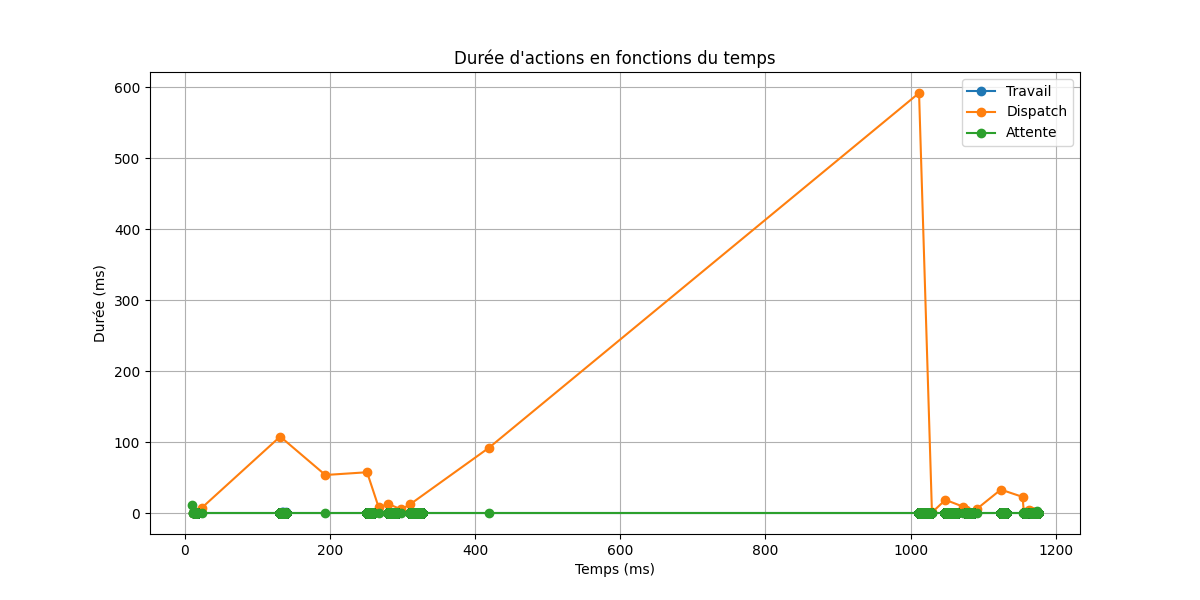 Durée d'actions en fonctions du temps
Travail
Dispatch
Attente
Durée (ms)
600
500
400
300
200
100
0
0 200 400 600 800 1000 1200
Temps (ms)